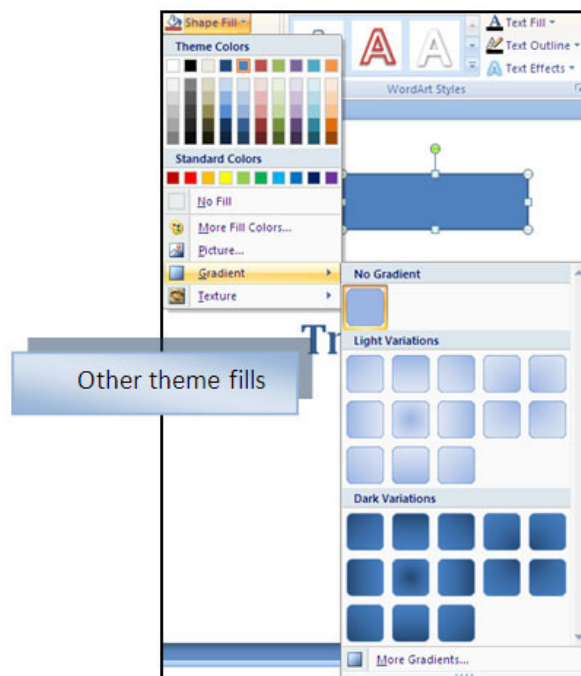 Shape Fill
Text Fill
Text Outline
Text Effects
WordArt Styles
Theme Colors
Standard Colors
No Fill
More Fill Colors...
Picture...
Gradient
Texture
No Gradient
Light Variations
Dark Variations
More Gradients...
Tr
Other theme fills